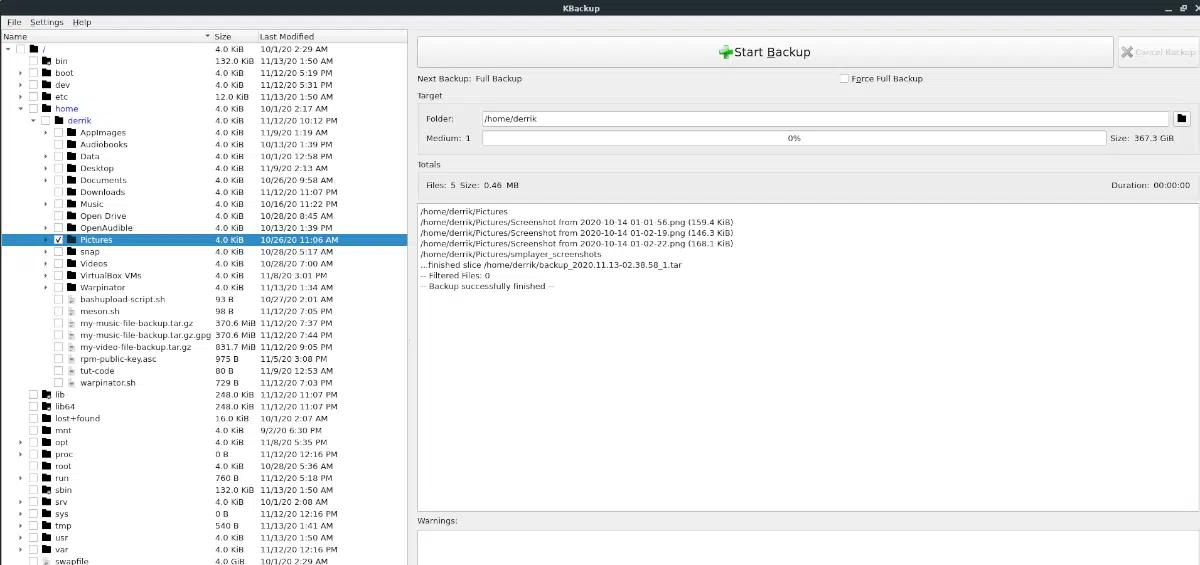 KBackup
File Settings Help
Name Size Last Modified
/ 4.0 KiB 10/1/20 2:29 AM
bin 132.0 KiB 11/13/20 1:50 AM
boot 4.0 KiB 11/12/20 5:19 PM
dev 4.0 KiB 11/12/20 5:31 PM
etc 12.0 KiB 11/13/20 1:50 AM
home 4.0 KiB 10/1/20 2:17 AM
derrik 4.0 KiB 11/12/20 10:12 PM
AppImages 4.0 KiB 11/9/20 1:19 AM
Audiobooks 4.0 KiB 10/13/20 1:39 PM
Data 4.0 KiB 10/1/20 12:58 PM
Desktop 4.0 KiB 11/9/20 2:13 AM
Documents 4.0 KiB 10/26/20 9:58 AM
Downloads 4.0 KiB 11/12/20 11:07 PM
Music 4.0 KiB 10/16/20 11:22 PM
Open Drive 4.0 KiB 10/28/20 8:45 AM
OpenAudible 4.0 KiB 10/13/20 1:39 PM
Pictures 4.0 KiB 10/26/20 11:06 AM
snap 4.0 KiB 10/28/20 5:17 AM
Videos 4.0 KiB 10/28/20 7:00 AM
VirtualBox VMs 4.0 KiB 11/8/20 3:01 PM
Warpinator 4.0 KiB 11/13/20 1:34 AM
bashupload-script.sh 93 B 10/27/20 2:01 AM
meson.sh 98 B 11/12/20 7:05 PM
my-music-file-backup.tar.gz 370.6 MiB 11/12/20 7:37 PM
my-music-file-backup.tar.gz.gpg 370.6 MiB 11/12/20 7:44 PM
my-video-file-backup.tar.gz 831.7 MiB 11/12/20 9:05 PM
rpm-public-key.asc 975 B 11/5/20 3:08 PM
tut-code 80 B 11/9/20 12:53 AM
warpinator.sh 729 B 11/12/20 7:03 PM
lib 248.0 KiB 11/12/20 11:07 PM
lib64 248.0 KiB 11/12/20 11:07 PM
lost+found 16.0 KiB 10/1/20 2:07 AM
mnt 4.0 KiB 9/2/20 6:30 PM
opt 4.0 KiB 11/8/20 5:35 PM
proc 0 B 11/12/20 12:16 PM
root 4.0 KiB 10/28/20 5:36 AM
run 760 B 11/12/20 5:18 PM
sbin 132.0 KiB 11/13/20 1:50 AM
srv 4.0 KiB 10/1/20 2:08 AM
sys 0 B 11/12/20 12:16 PM
tmp 540 B 11/13/20 1:41 AM
usr 4.0 KiB 11/13/20 1:50 AM
var 4.0 KiB 11/12/20 12:16 PM
swapfile 4.0 GiB 10/1/20 2:29 AM
Start Backup Cancel Backup
Next Backup: Full Backup Force Full Backup
Target
Folder: /home/derrik
Medium: 1 0% Size: 367.3 GiB
Totals
Files: 5 Size: 0.46 MB Duration: 00:00:00
/home/derrik/Pictures
/home/derrik/Pictures/Screenshot from 2020-10-14 01-01-56.png (159.4 KiB)
/home/derrik/Pictures/Screenshot from 2020-10-14 01-02-19.png (146.3 KiB)
/home/derrik/Pictures/Screenshot from 2020-10-14 01-02-22.png (168.1 KiB)
/home/derrik/Pictures/smplayer_screenshots
...finished slice /home/derrik/backup_2020.11.13-02.38.58_1.tar
-- Filtered Files: 0
-- Backup successfully finished --
Warnings: